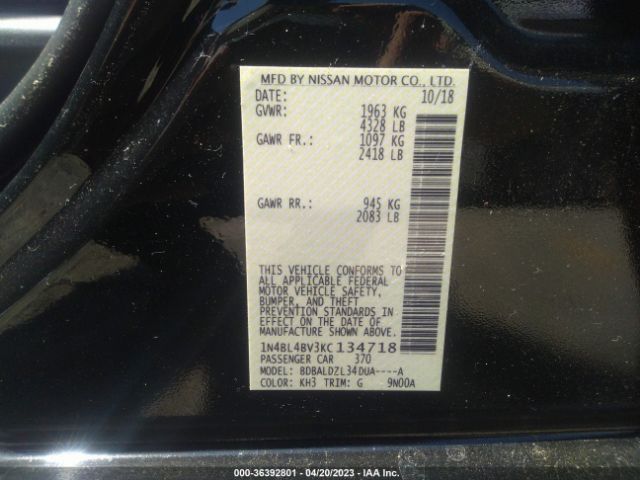 MFD BY NISSAN MOTOR CO., LTD.
DATE: 10/18
GVWR: 1963 KG
4328 LB
GAWR FR.: 1097 KG
2418 LB
GAWR RR.: 945 KG
2083 LB
THIS VEHICLE CONFORMS TO
ALL APPLICABLE FEDERAL
MOTOR VEHICLE SAFETY,
BUMPER, AND THEFT
PREVENTION STANDARDS IN
EFFECT ON THE DATE OF
MANUFACTURE SHOWN ABOVE.
1N4BL4BV3KC134718
PASSENGER CAR 370
MODEL: BDBALDZL34DUA----A
COLOR: KH3 TRIM: G 9N00A
000-36392801 / 04/20/2023 - IAA Inc.